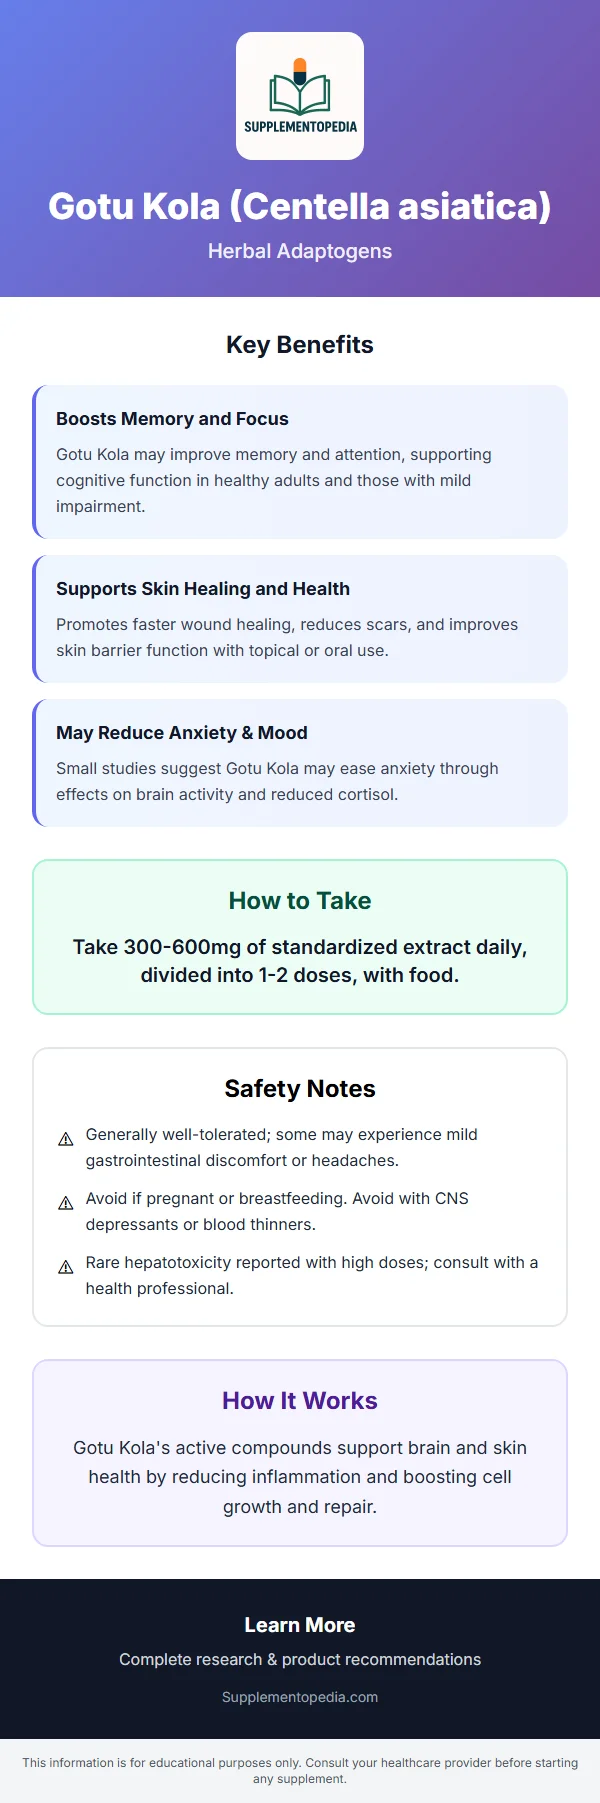 SUPPLEMENTOPEDIA
Gotu Kola (Centella asiatica)
Herbal Adaptogens
Key Benefits
Boosts Memory and Focus
Gotu Kola may improve memory and attention, supporting
cognitive function in healthy adults and those with mild
impairment.
Supports Skin Healing and Health
Promotes faster wound healing, reduces scars, and improves
skin barrier function with topical or oral use.
May Reduce Anxiety & Mood
Small studies suggest Gotu Kola may ease anxiety through
effects on brain activity and reduced cortisol.
How to Take
Take 300-600mg of standardized extract daily,
divided into 1-2 doses, with food.
Safety Notes
Generally well-tolerated; some may experience mild
gastrointestinal discomfort or headaches.
Avoid if pregnant or breastfeeding. Avoid with CNS
depressants or blood thinners.
Rare hepatotoxicity reported with high doses; consult with a
health professional.
How It Works
Gotu Kola's active compounds support brain and skin
health by reducing inflammation and boosting cell
growth and repair.
Learn More
Complete research & product recommendations
Supplementopedia.com
This information is for educational purposes only. Consult your healthcare provider before starting
any supplement.